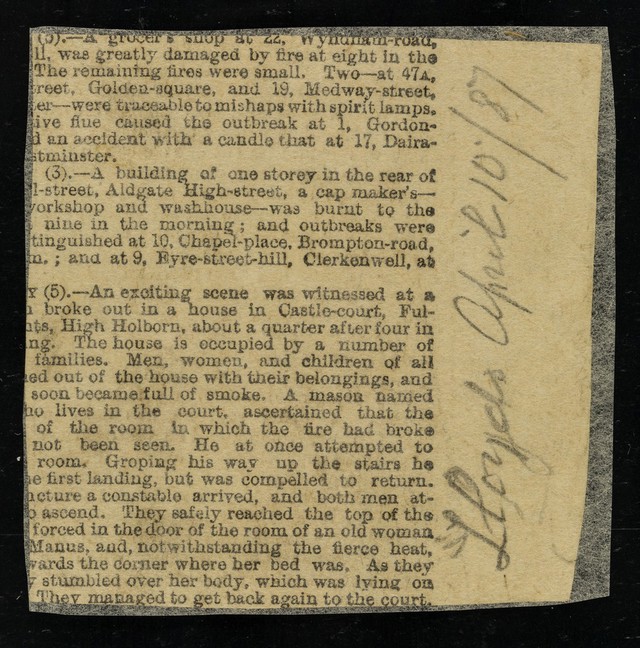 (5).—A grocer's shop at 22, Wyndham-road,
ll, was greatly damaged by fire at eight in the
The remaining fires were small. Two—at 47A,
treet, Golden-square, and 19, Medway-street,
er—were traceable to mishaps with spirit lamps.
ive flue caused the outbreak at 1, Gordon-
d an accident with a candle that at 17, Daira-
stminster.
(3).—A building of one storey in the rear of
l-street, Aldgate High-street, a cap maker's—
vorkshop and washhouse—was burnt to the
nine in the morning; and outbreaks were
tinguished at 10, Chapel-place, Brompton-road,
n.; and at 9, Eyre-street-hill, Clerkenwell, at
Y (5).—An exciting scene was witnessed at a
h broke out in a house in Castle-court, Ful-
nts, High Holborn, about a quarter after four in
ng. The house is occupied by a number of
families. Men, women, and children of all
ed out of the house with their belongings, and
soon became full of smoke. A mason named
ho lives in the court, ascertained that the
of the room in which the fire had broke
not been seen. He at once attempted to
room. Groping his way up the stairs he
e first landing, but was compelled to return.
ncture a constable arrived, and both men at-
o ascend. They safely reached the top of the
forced in the door of the room of an old woman
Manus, and, notwithstanding the fierce heat,
wards the corner where her bed was. As they
y stumbled over her body, which was lying on
They managed to get back again to the court.
Lloyds April 10/87